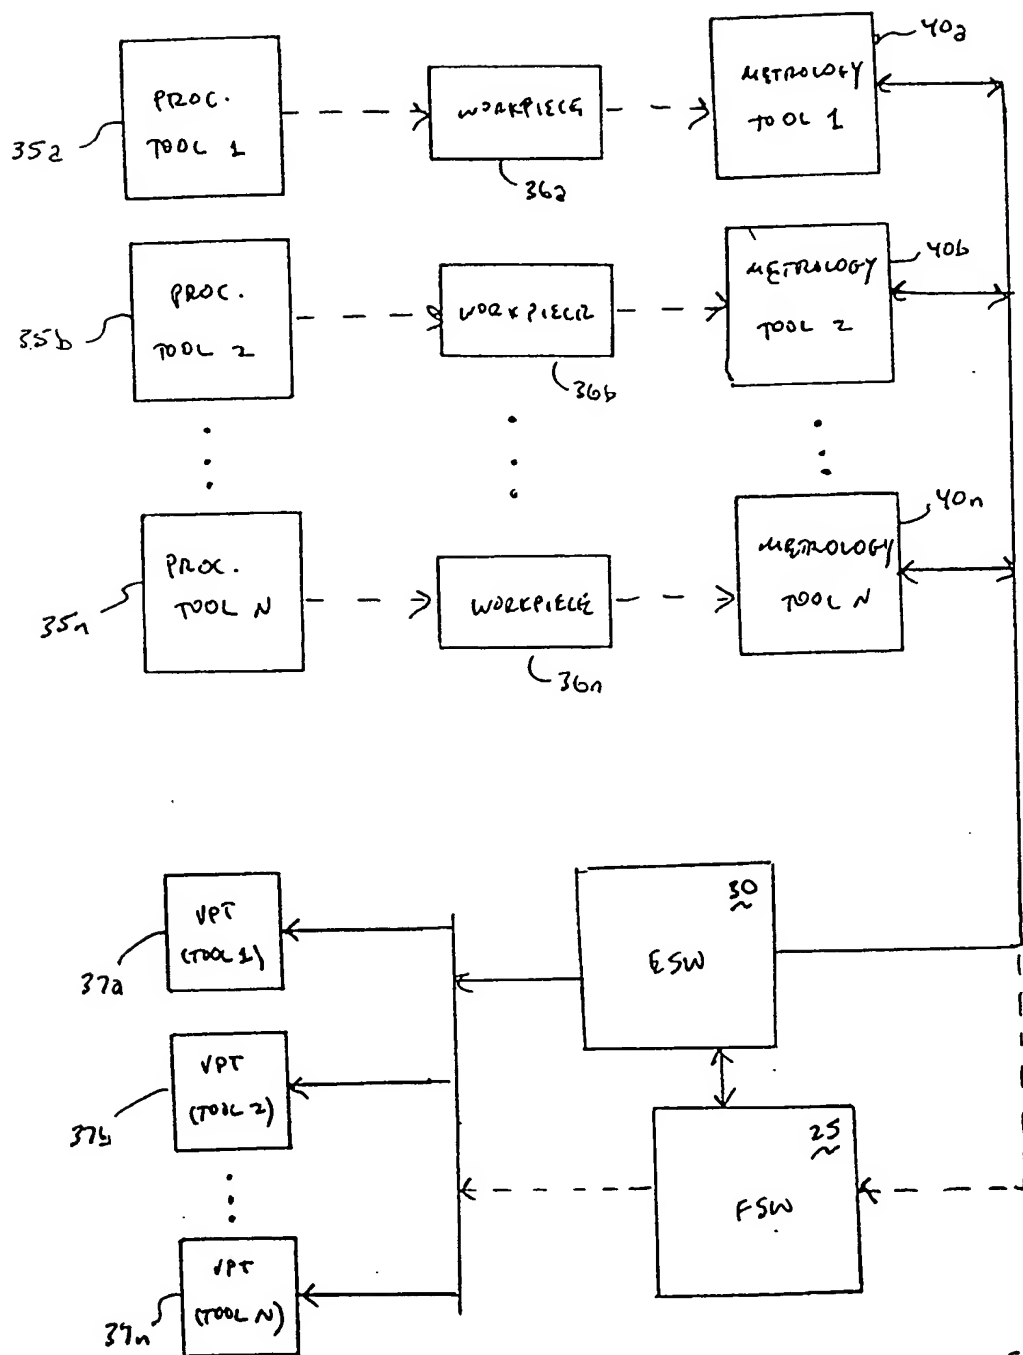 40a
PROC.
TOOL 1
WORKPIECE
METROLOGY
TOOL 1
35a
36a
40b
PROC.
TOOL 2
WORKPIECE
METROLOGY
TOOL 2
35b
36b
40n
PROC.
TOOL N
WORKPIECE
METROLOGY
TOOL N
35n
36n
30
VPT
(TOOL 1)
ESW
37a
VPT
(TOOL 2)
37b
25
FSW
VPT
(TOOL N)
37n